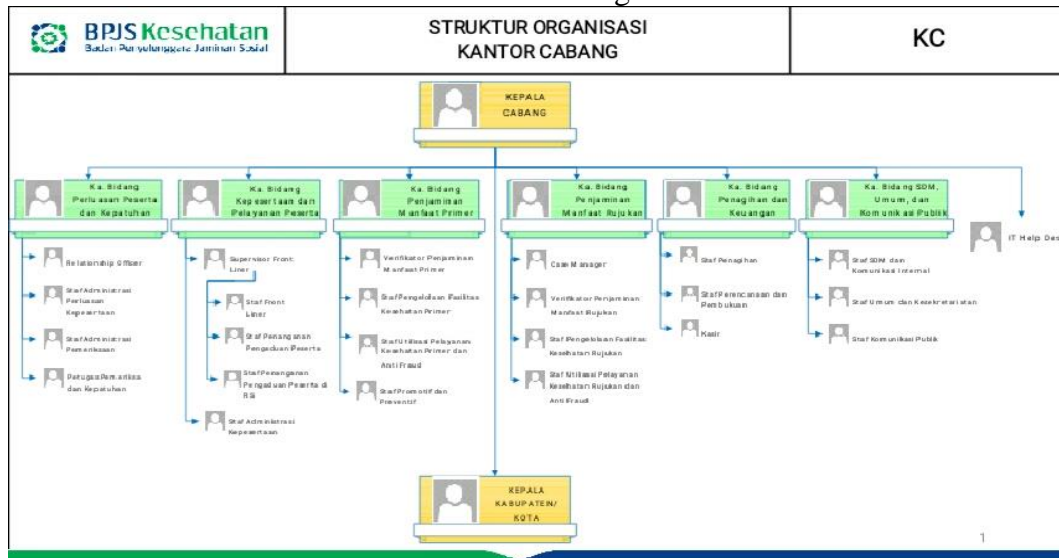 BPJS Kesehatan
Badan Penyelenggara Jaminan Sosial
STRUKTUR ORGANISASI
KANTOR CABANG
KC
KEPALA
CABANG
Ka. Bidang
Perluasan Peserta
dan Kepatuhan
Relationship Officer
Staf Administrasi
Perluasan
Kepesertaan
Staf Administrasi
Pemeriksaan
Petugas Pemeriksa
dan Kepatuhan
Ka. Bidang
Kepesertaan dan
Pelayanan Peserta
Supervisor Front
Liner
Staf Front
Liner
Staf Penanganan
Pengaduan Peserta
Staf Penanganan
Pengaduan Peserta di
RS
Staf Administrasi
Kepesertaan
Ka. Bidang
Penjaminan
Manfaat Primer
Verifikator Penjaminan
Manfaat Primer
Staf Pengelolaan Fasilitas
Kesehatan Primer
Staf Utilisasi Pelayanan
Kesehatan Primer dan
Anti Fraud
Staf Promotif dan
Preventif
Ka. Bidang
Penjaminan
Manfaat Rujukan
Case Manager
Verifikator Penjaminan
Manfaat Rujukan
Staf Pengelolaan Fasilitas
Kesehatan Rujukan
Staf Utilisasi Pelayanan
Kesehatan Rujukan dan
Anti Fraud
Ka. Bidang
Penagihan dan
Keuangan
Staf Penagihan
Staf Perencanaan dan
Pembukuan
Kasir
Ka. Bidang SDM,
Umum, dan
Komunikasi Publik
Staf SDM dan
Komunikasi Internal
Staf Umum dan Kesekretariatan
Staf Komunikasi Publik
IT Help Des
KEPALA
KABUPATEN/
KOTA
1